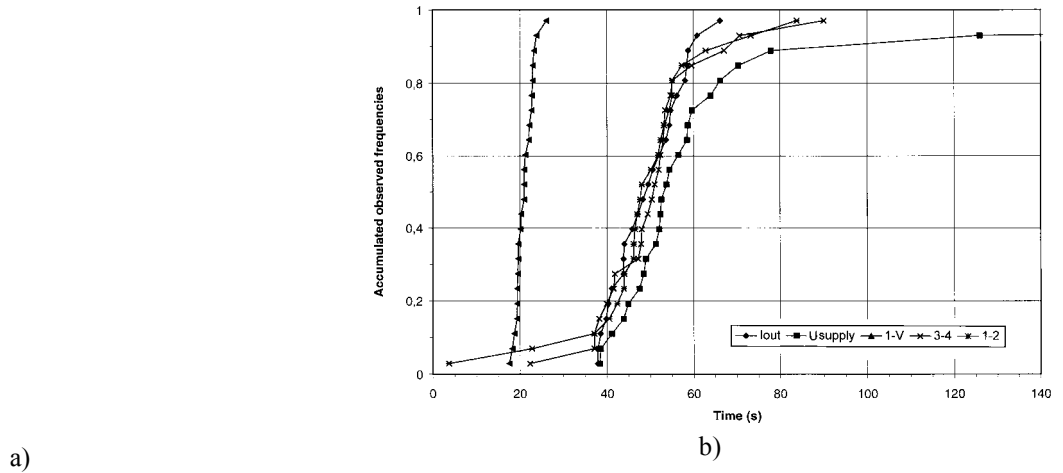 1
0,8
0,6
0,4
0,2
0
Accumulated observed frequencies
Iout Usupply 1-V 3-4 1-2
0 20 40 60 80 100 120 140
Time (s)
a)
b)